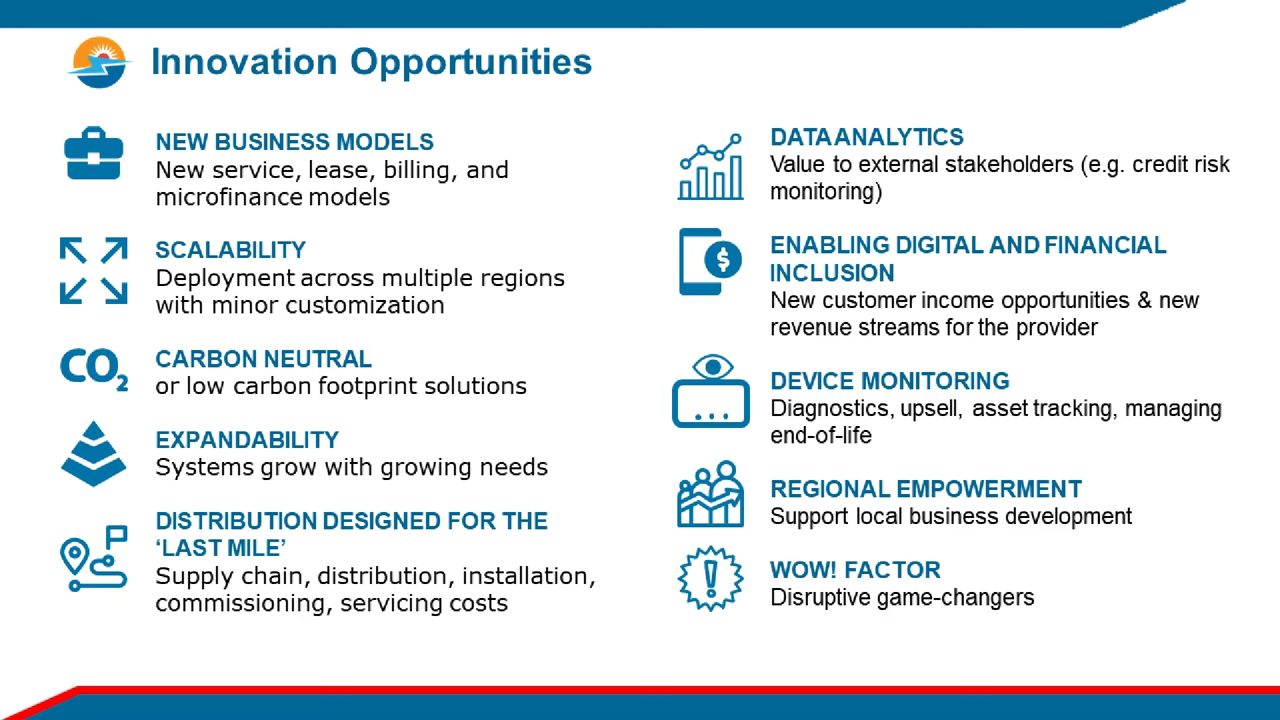 Innovation Opportunities
NEW BUSINESS MODELS
New service, lease, billing, and
microfinance models
SCALABILITY
Deployment across multiple regions
with minor customization
CO2
CARBON NEUTRAL
or low carbon footprint solutions
EXPANDABILITY
Systems grow with growing needs
DISTRIBUTION DESIGNED FOR THE
‘LAST MILE’
Supply chain, distribution, installation,
commissioning, servicing costs
DATA ANALYTICS
Value to external stakeholders (e.g. credit risk
monitoring)
$
ENABLING DIGITAL AND FINANCIAL
INCLUSION
New customer income opportunities & new
revenue streams for the provider
DEVICE MONITORING
Diagnostics, upsell, asset tracking, managing
end-of-life
REGIONAL EMPOWERMENT
Support local business development
!
WOW! FACTOR
Disruptive game-changers